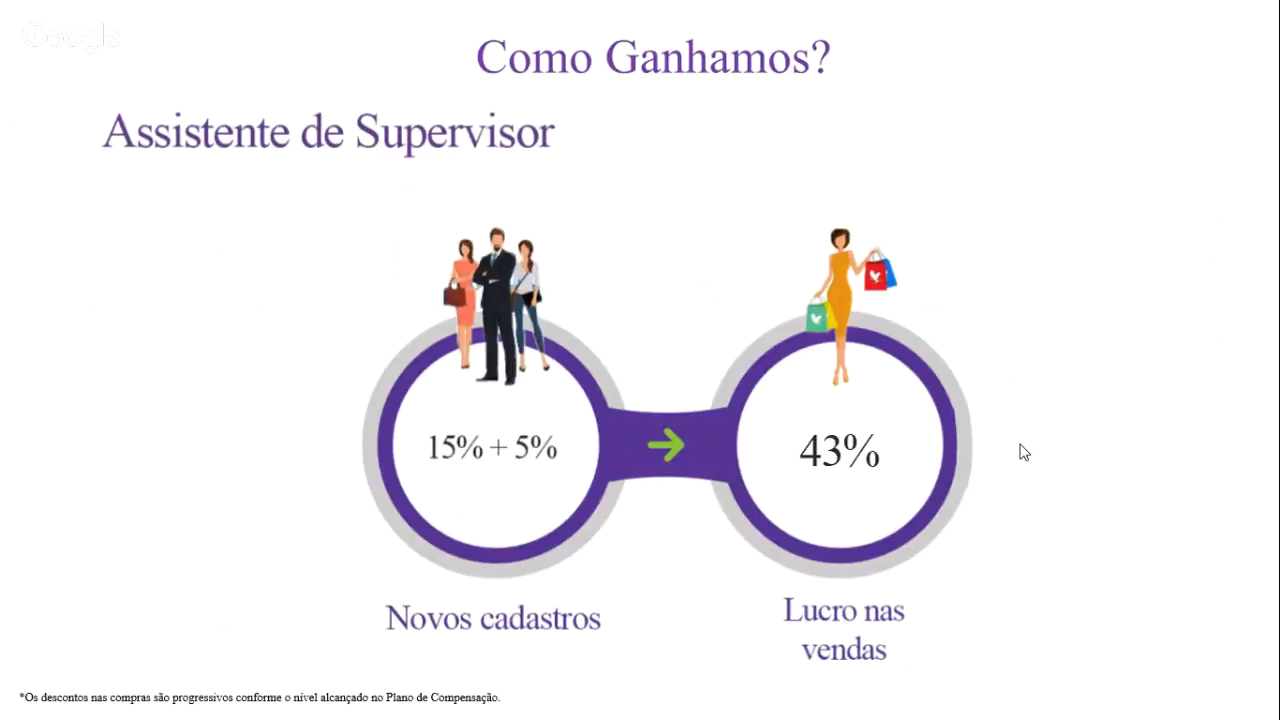 Google
Como Ganhamos?
Assistente de Supervisor
15% + 5%
43%
Novos cadastros
Lucro nas
vendas
*Os descontos nas compras são progressivos conforme o nível alcançado no Plano de Compensação.